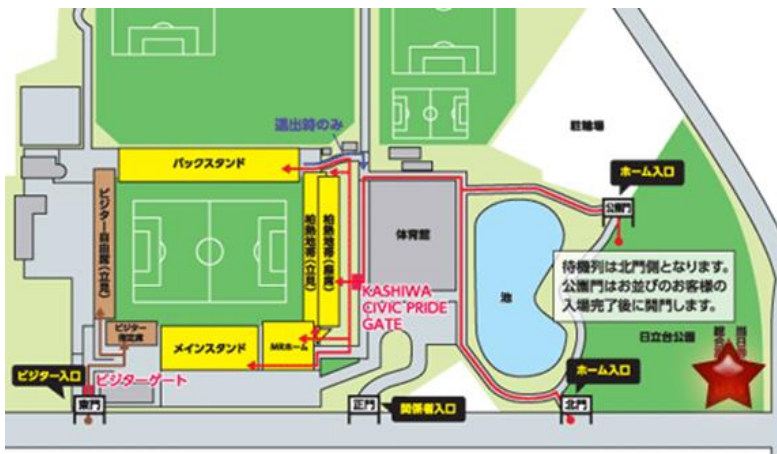 退出時のみ
駐輪場
バックスタンド
ホーム入口
公園門
ビジター自由席(立見)
柏熱地帯(立見)
柏熱地帯(座席)
体育館
待機列は北門側となります。
公園門はお並びのお客様の
入場完了後に開門します。
KASHIWA
CIVIC PRIDE
GATE
池
ビジター
指定席
メインスタンド
MRホーム
日立台公園
ビジター入口
ビジターゲート
ホーム入口
東門
正門
関係者入口
北門